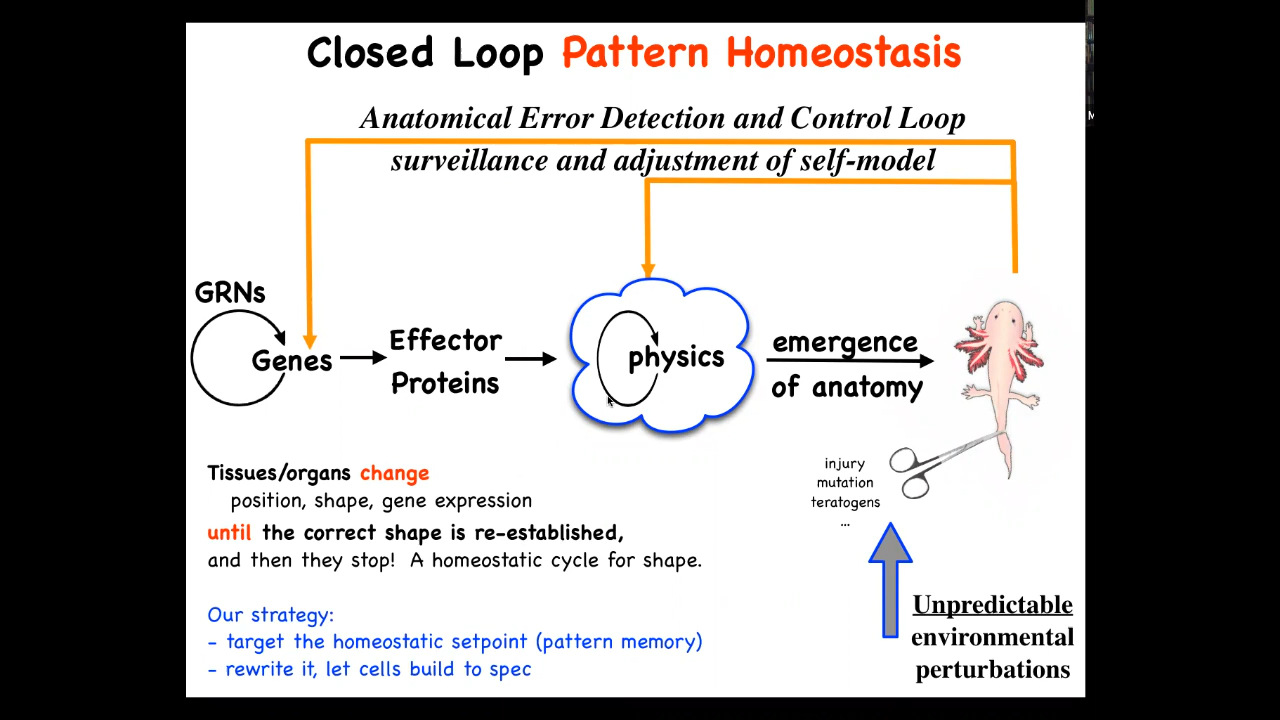 Closed Loop Pattern Homeostasis
Anatomical Error Detection and Control Loop
surveillance and adjustment of self-model
GRNs
Genes
Effector
Proteins
physics
emergence
of anatomy
Tissues/organs change
position, shape, gene expression
until the correct shape is re-established,
and then they stop! A homeostatic cycle for shape.
Our strategy:
- target the homeostatic setpoint (pattern memory)
- rewrite it, let cells build to spec
injury
mutation
teratogens
...
Unpredictable
environmental
perturbations
M